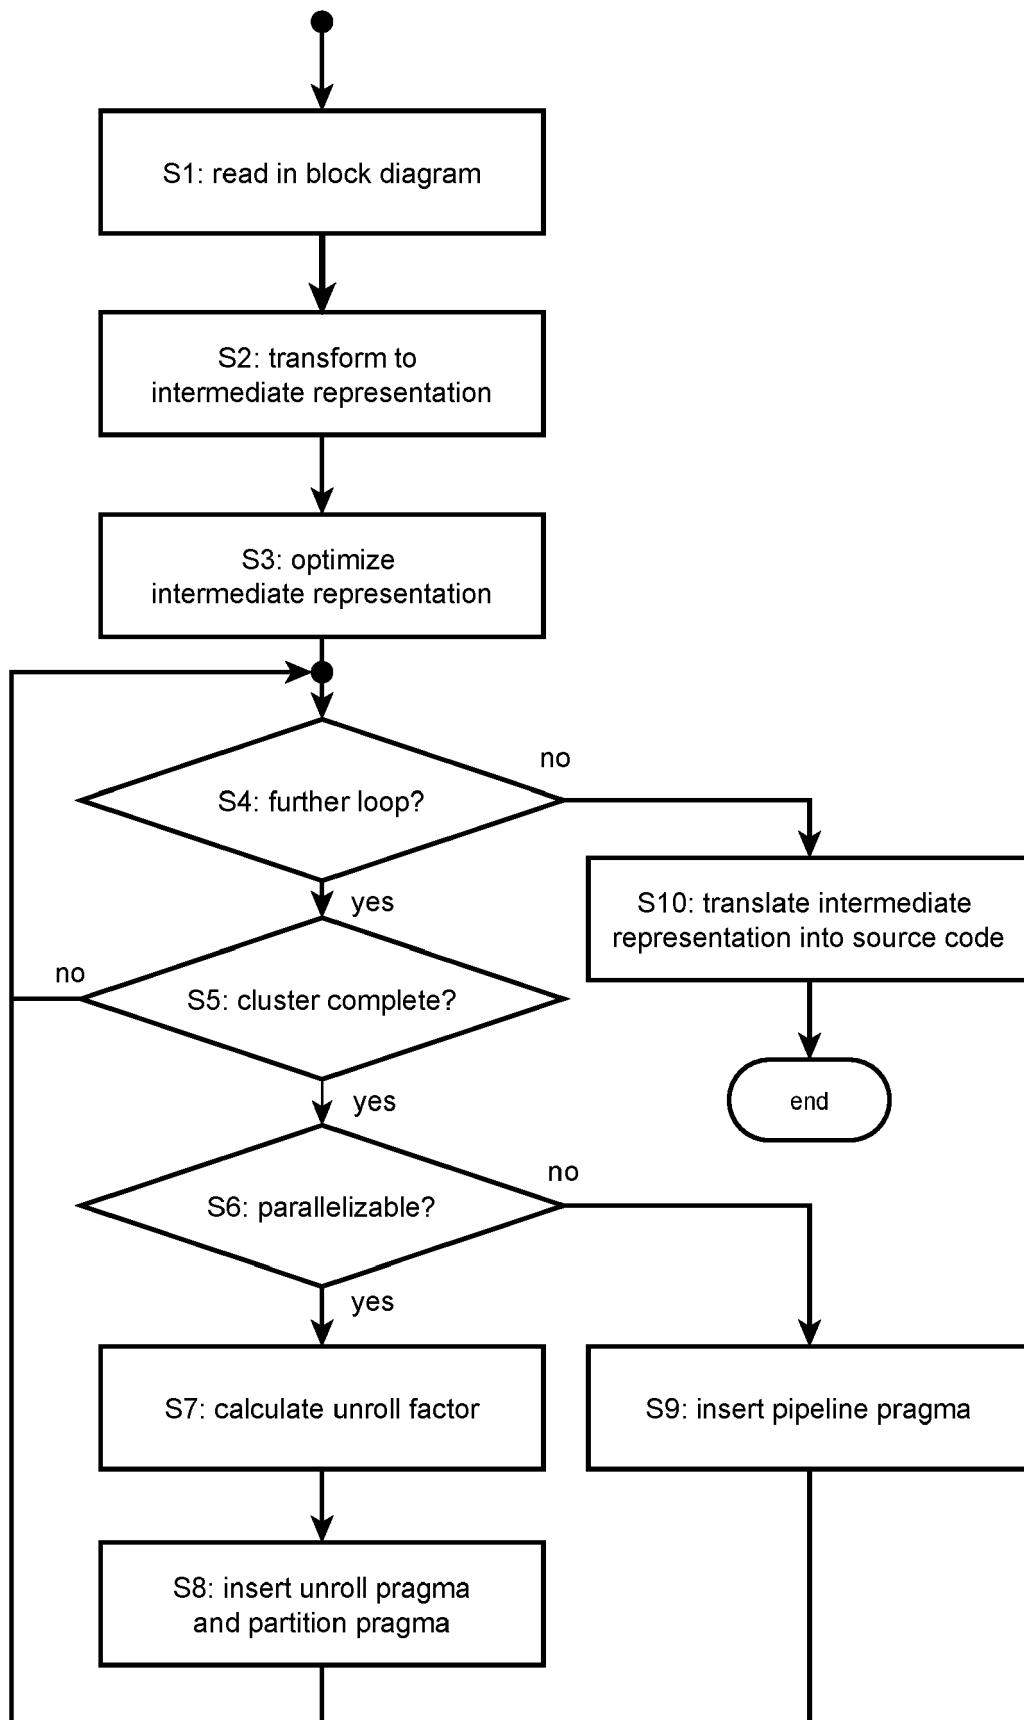 S1: read in block diagram
S2: transform to
intermediate representation
S3: optimize
intermediate representation
no
S4: further loop?
yes
S10: translate intermediate
representation into source code
no
S5: cluster complete?
yes
end
no
S6: parallelizable?
yes
S7: calculate unroll factor
S9: insert pipeline pragma
S8: insert unroll pragma
and partition pragma